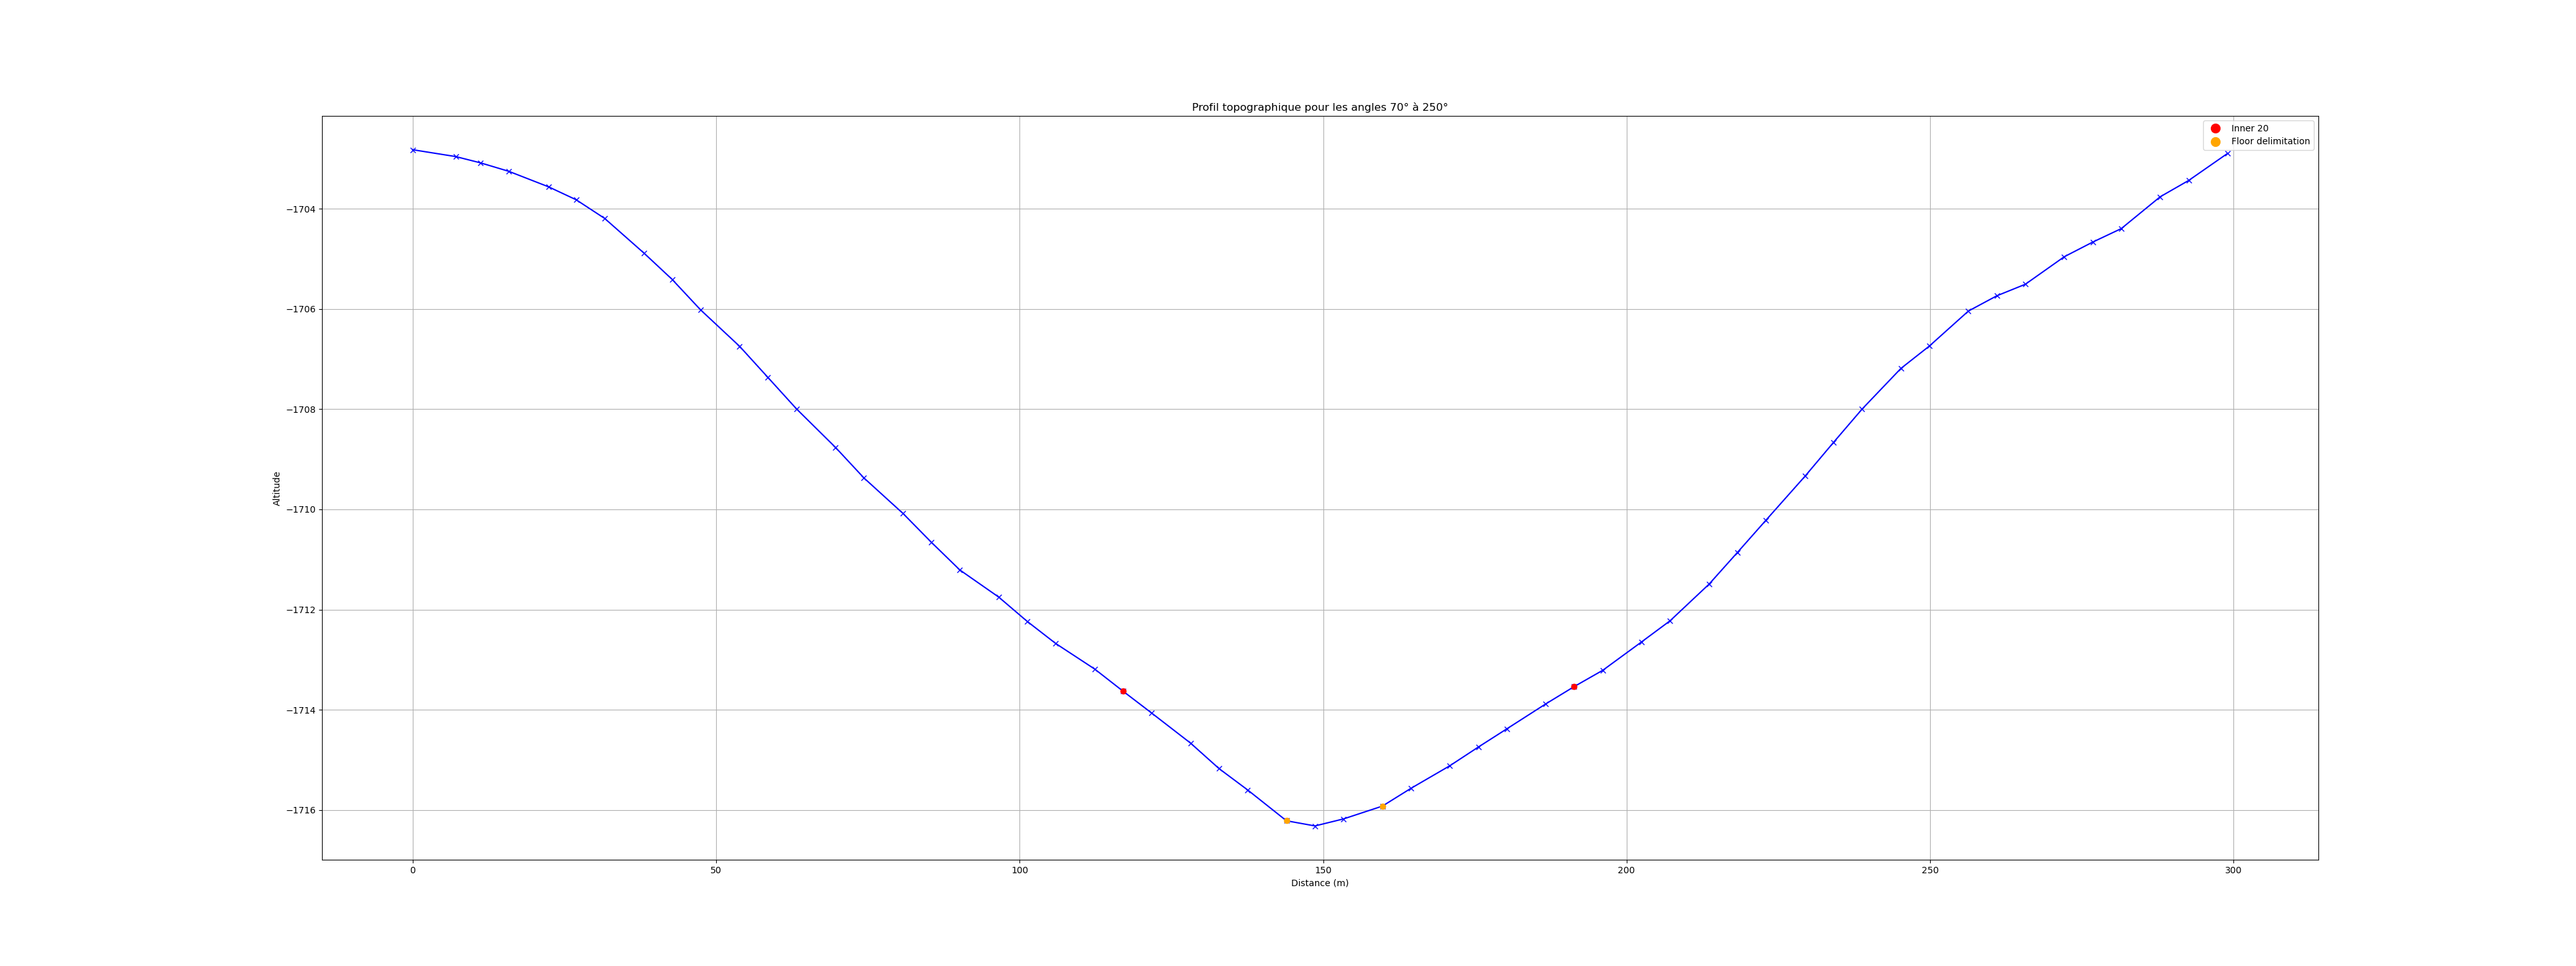 Profil topographique pour les angles 70° à 250°
Inner 20
Floor delimitation
−1704
−1706
−1708
−1710
−1712
−1714
−1716
Altitude
0 50 100 150 200 250 300
Distance (m)